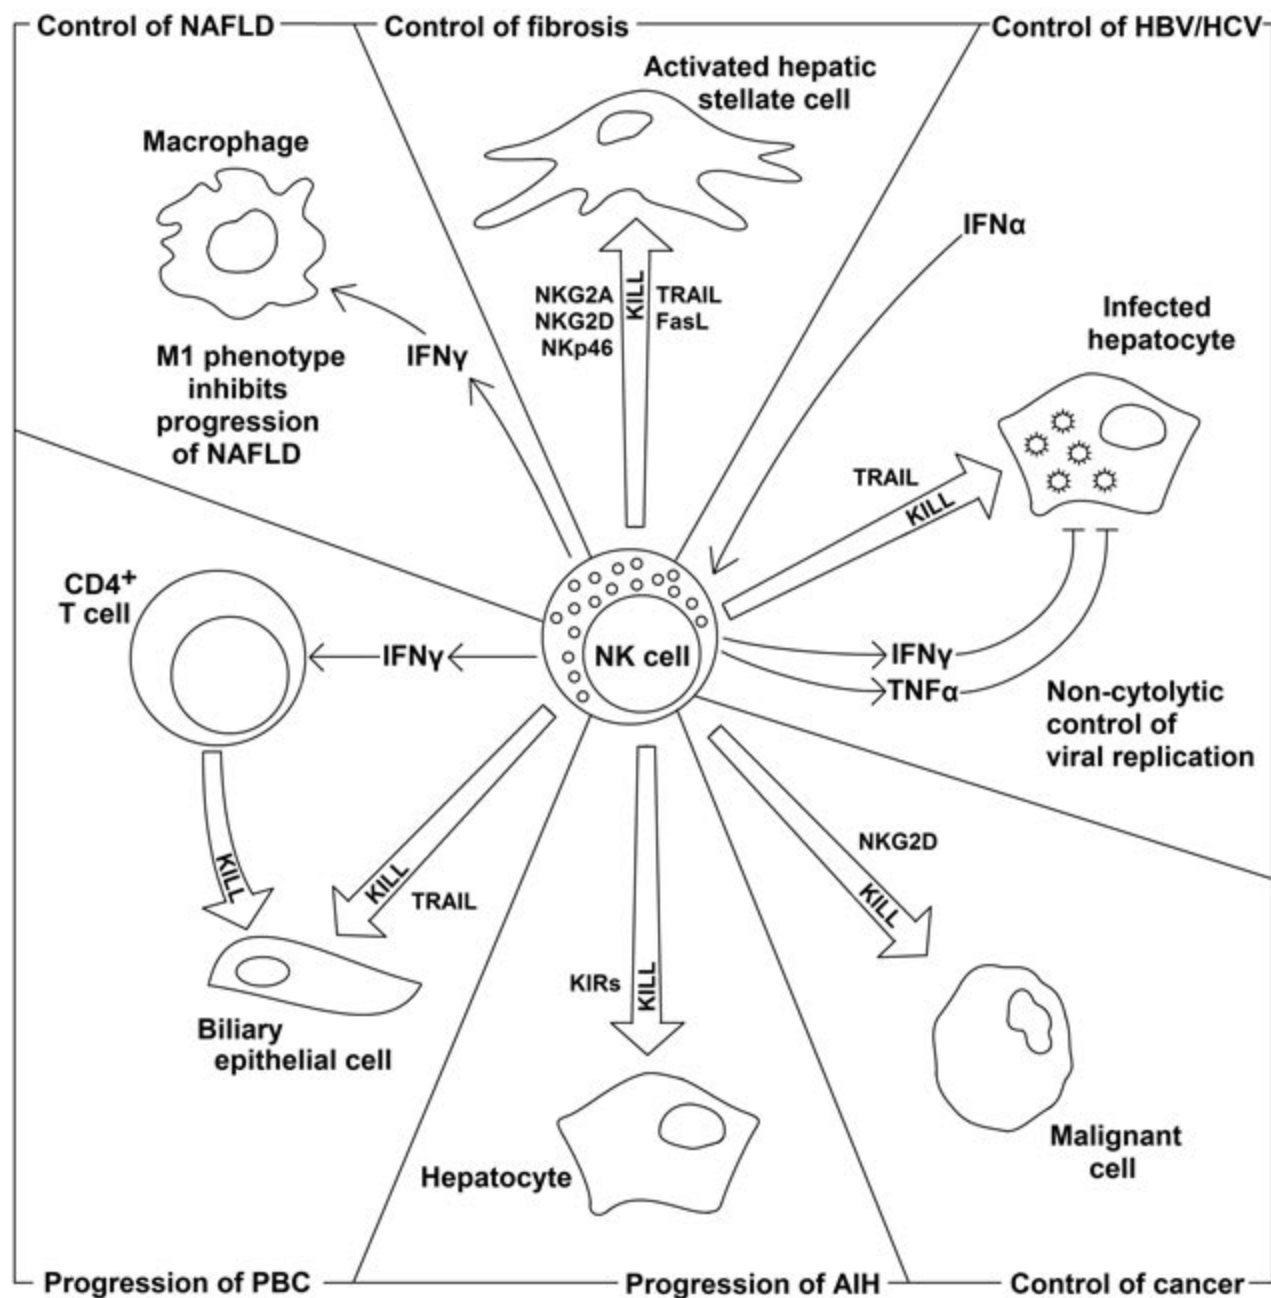 Control of NAFLD
Control of fibrosis
Control of HBV/HCV
Activated hepatic
stellate cell
Macrophage
IFNα
NKG2A
NKG2D
NKp46
KILL
TRAIL
FasL
Infected
hepatocyte
M1 phenotype
inhibits
progression
of NAFLD
IFNγ
TRAIL
KILL
CD4+
T cell
IFNγ
NK cell
IFNγ
TNFα
Non-cytolytic
control of
viral replication
KILL
KILL
TRAIL
NKG2D
KILL
KIRs
KILL
Biliary
epithelial cell
Hepatocyte
Malignant
cell
Progression of PBC
Progression of AIH
Control of cancer